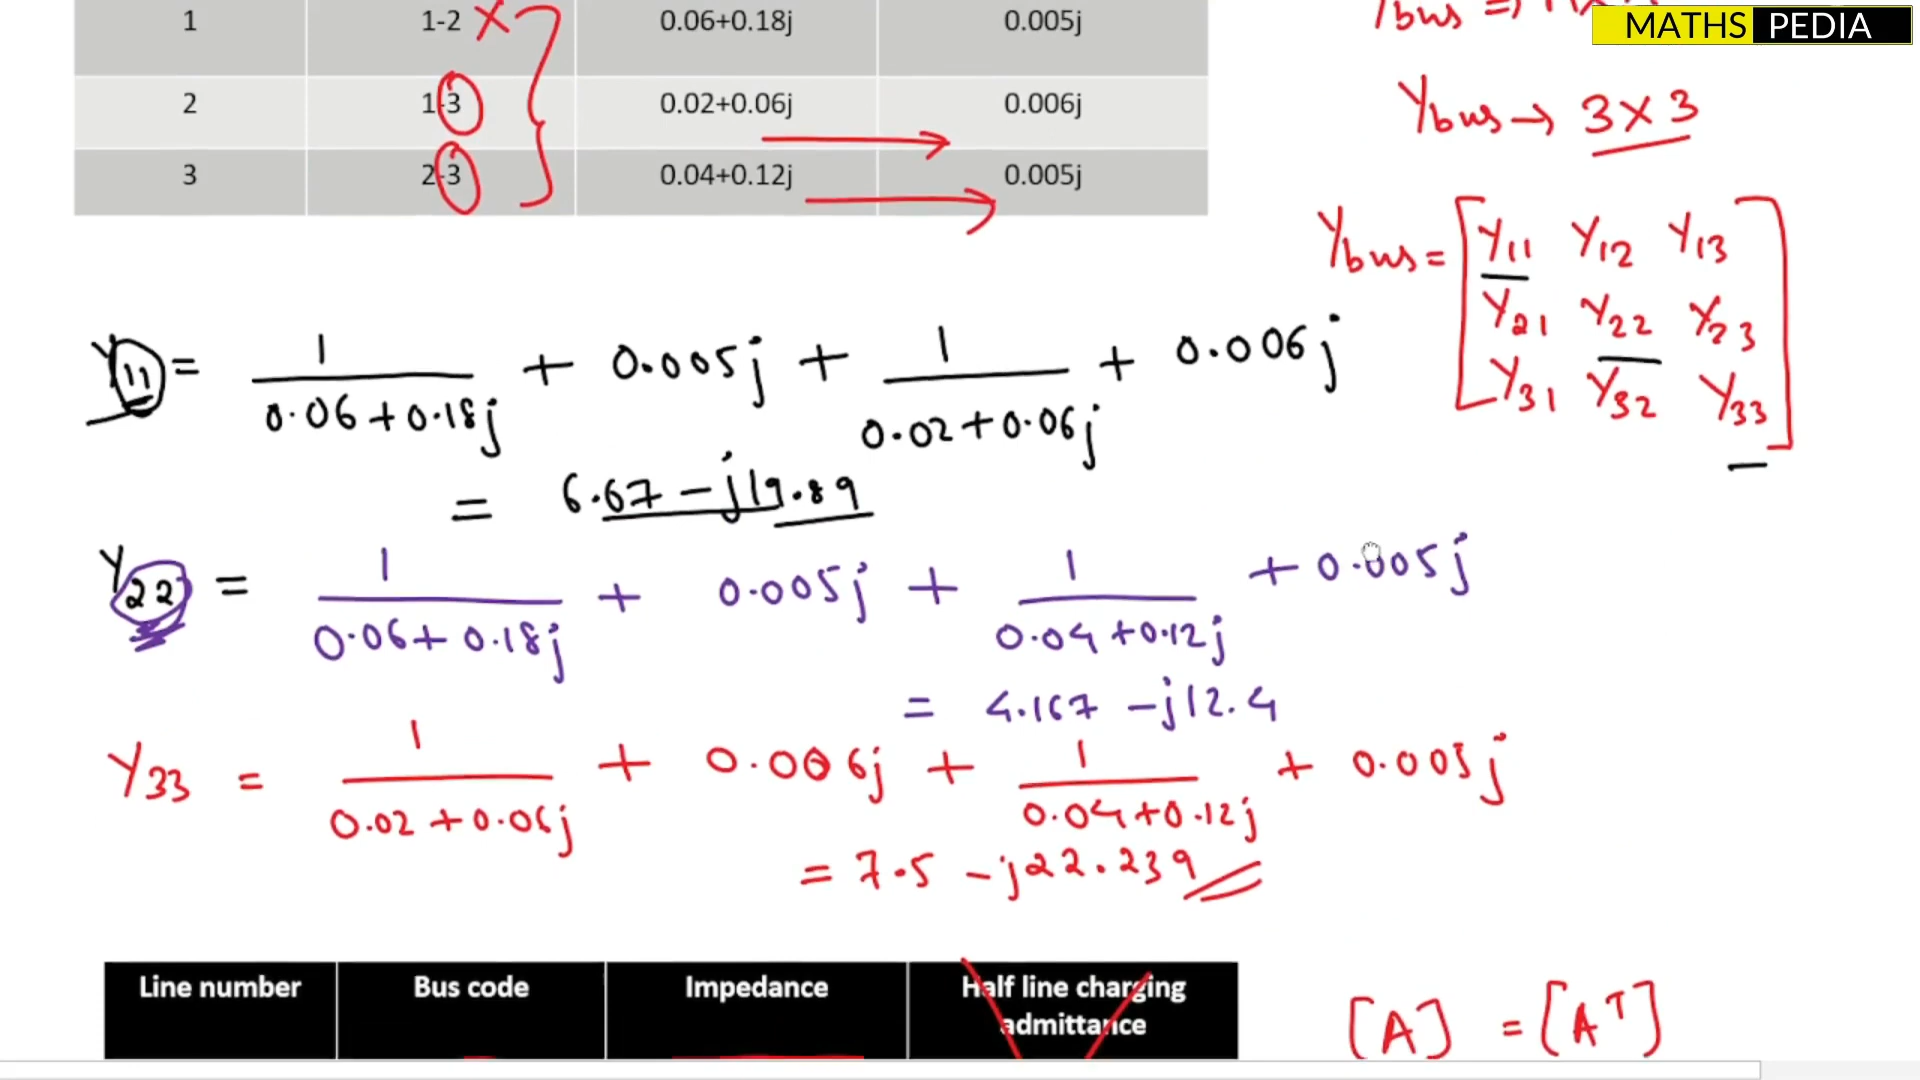 MATHS PEDIA
1 1-2 × 0.06+0.18j 0.005j
2 1-3 0.02+0.06j 0.006j
3 2-3 0.04+0.12j 0.005j
Ybus → 3×3
Ybus = [Y11 Y12 Y13
Y21 Y22 Y23
Y31 Y32 Y33]
Y11 = 1/(0.06+0.18j) + 0.005j + 1/(0.02+0.06j) + 0.006j
= 6.67 - j19.89
Y22 = 1/(0.06+0.18j) + 0.005j + 1/(0.04+0.12j) + 0.005j
= 4.167 - j12.4
Y33 = 1/(0.02+0.06j) + 0.006j + 1/(0.04+0.12j) + 0.005j
= 7.5 - j22.239
Line number Bus code Impedance Half line charging
admittance
[A] = [A^T]